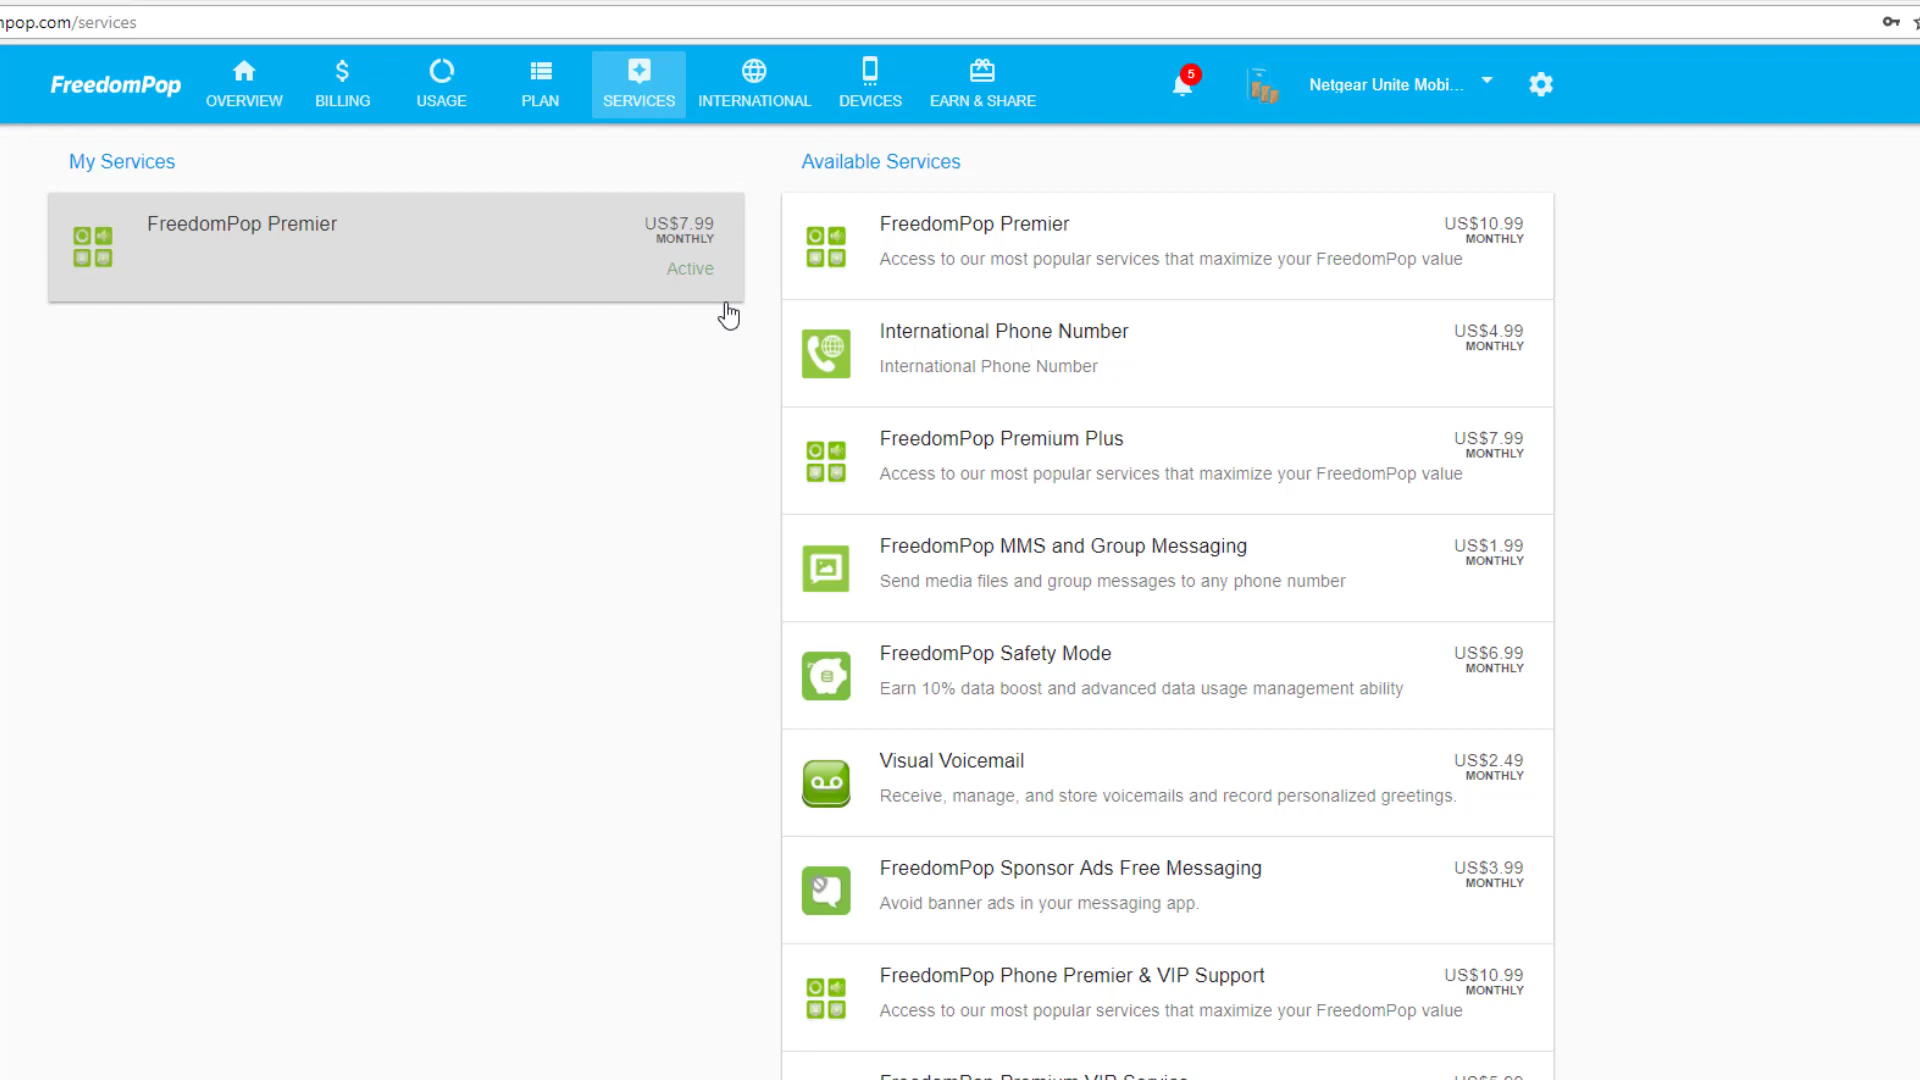 npop.com/services
FreedomPop
OVERVIEW
BILLING
USAGE
PLAN
SERVICES
INTERNATIONAL
DEVICES
EARN & SHARE
5
Netgear Unite Mobi...
My Services
FreedomPop Premier
US$7.99
MONTHLY
Active
Available Services
FreedomPop Premier
US$10.99
MONTHLY
Access to our most popular services that maximize your FreedomPop value
International Phone Number
US$4.99
MONTHLY
International Phone Number
FreedomPop Premium Plus
US$7.99
MONTHLY
Access to our most popular services that maximize your FreedomPop value
FreedomPop MMS and Group Messaging
US$1.99
MONTHLY
Send media files and group messages to any phone number
FreedomPop Safety Mode
US$6.99
MONTHLY
Earn 10% data boost and advanced data usage management ability
Visual Voicemail
US$2.49
MONTHLY
Receive, manage, and store voicemails and record personalized greetings.
FreedomPop Sponsor Ads Free Messaging
US$3.99
MONTHLY
Avoid banner ads in your messaging app.
FreedomPop Phone Premier & VIP Support
US$10.99
MONTHLY
Access to our most popular services that maximize your FreedomPop value
FreedomPop Premium VIP Service